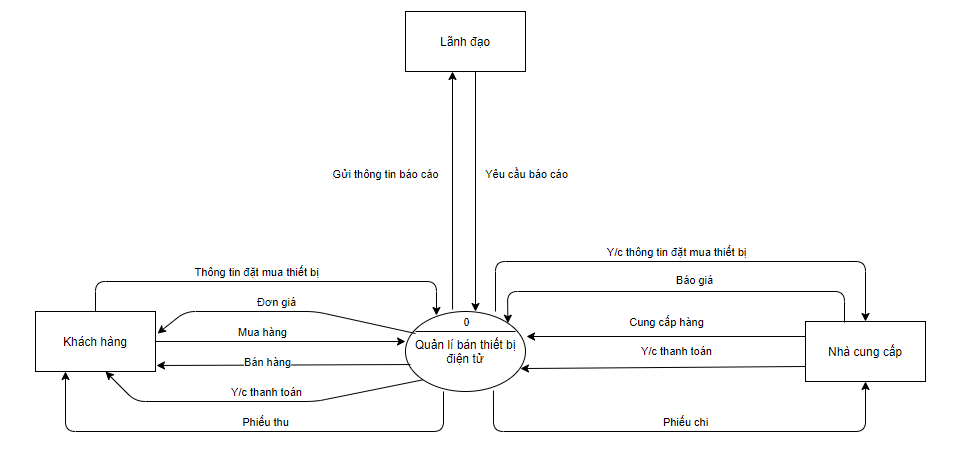 Lãnh đạo
Gửi thông tin báo cáo
Yêu cầu báo cáo
Y/c thông tin đặt mua thiết bị
Thông tin đặt mua thiết bị
Báo giá
Đơn giá
0
Cung cấp hàng
Mua hàng
Khách hàng
Quản lí bán thiết bị
điện tử
Y/c thanh toán
Nhà cung cấp
Bán hàng
Y/c thanh toán
Phiếu thu
Phiếu chi